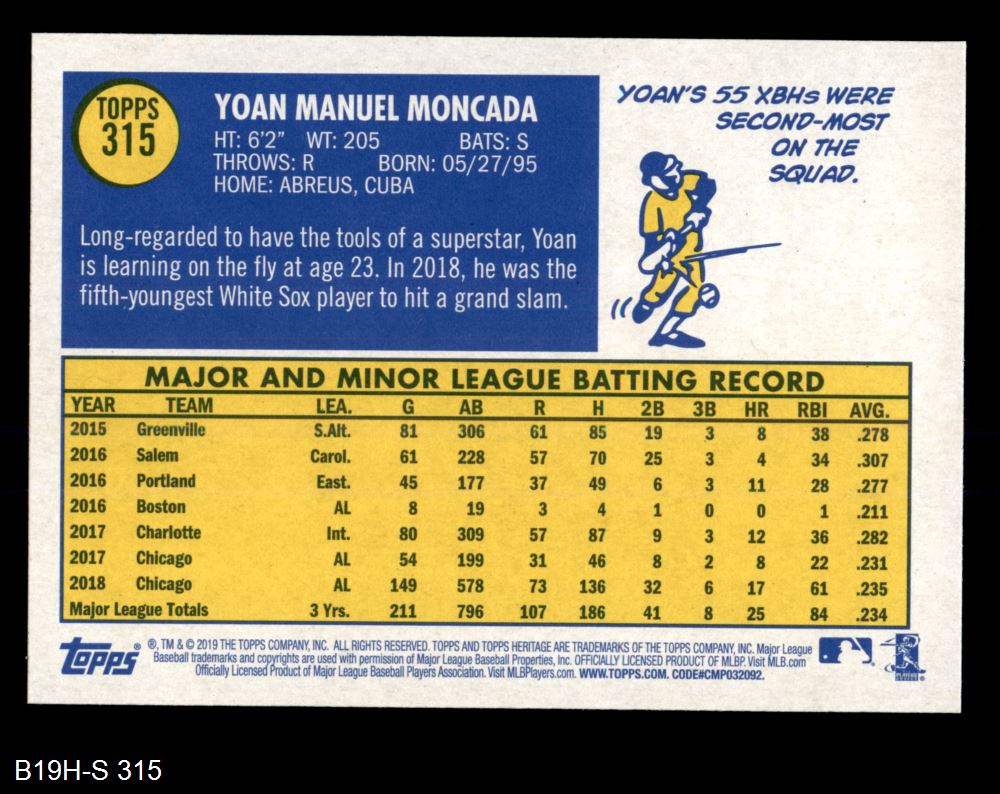 TOPPS
315
YOAN MANUEL MONCADA
HT: 6'2" WT: 205 BATS: S
THROWS: R BORN: 05/27/95
HOME: ABREUS, CUBA
Long-regarded to have the tools of a superstar, Yoan
is learning on the fly at age 23. In 2018, he was the
fifth-youngest White Sox player to hit a grand slam.
YOAN'S 55 XBHs WERE
SECOND-MOST
ON THE
SQUAD.
MAJOR AND MINOR LEAGUE BATTING RECORD
YEAR TEAM LEA. G AB R H 2B 3B HR RBI AVG.
2015 Greenville S.Alt. 81 306 61 85 19 3 8 38 .278
2016 Salem Carol. 61 228 57 70 25 3 4 34 .307
2016 Portland East. 45 177 37 49 6 3 11 28 .277
2016 Boston AL 8 19 3 4 1 0 0 1 .211
2017 Charlotte Int. 80 309 57 87 9 3 12 36 .282
2017 Chicago AL 54 199 31 46 8 2 8 22 .231
2018 Chicago AL 149 578 73 136 32 6 17 61 .235
Major League Totals 3 Yrs. 211 796 107 186 41 8 25 84 .234
Topps ®, TM & © 2019 THE TOPPS COMPANY, INC. ALL RIGHTS RESERVED. TOPPS AND TOPPS HERITAGE ARE TRADEMARKS OF THE TOPPS COMPANY, INC. Major League
Baseball trademarks and copyrights are used with permission of Major League Baseball Properties, Inc. OFFICIALLY LICENSED PRODUCT OF MLBP. Visit MLB.com
Officially Licensed Product of Major League Baseball Players Association. Visit MLBPlayers.com. WWW.TOPPS.COM. CODE#CMP032092.
B19H-S 315